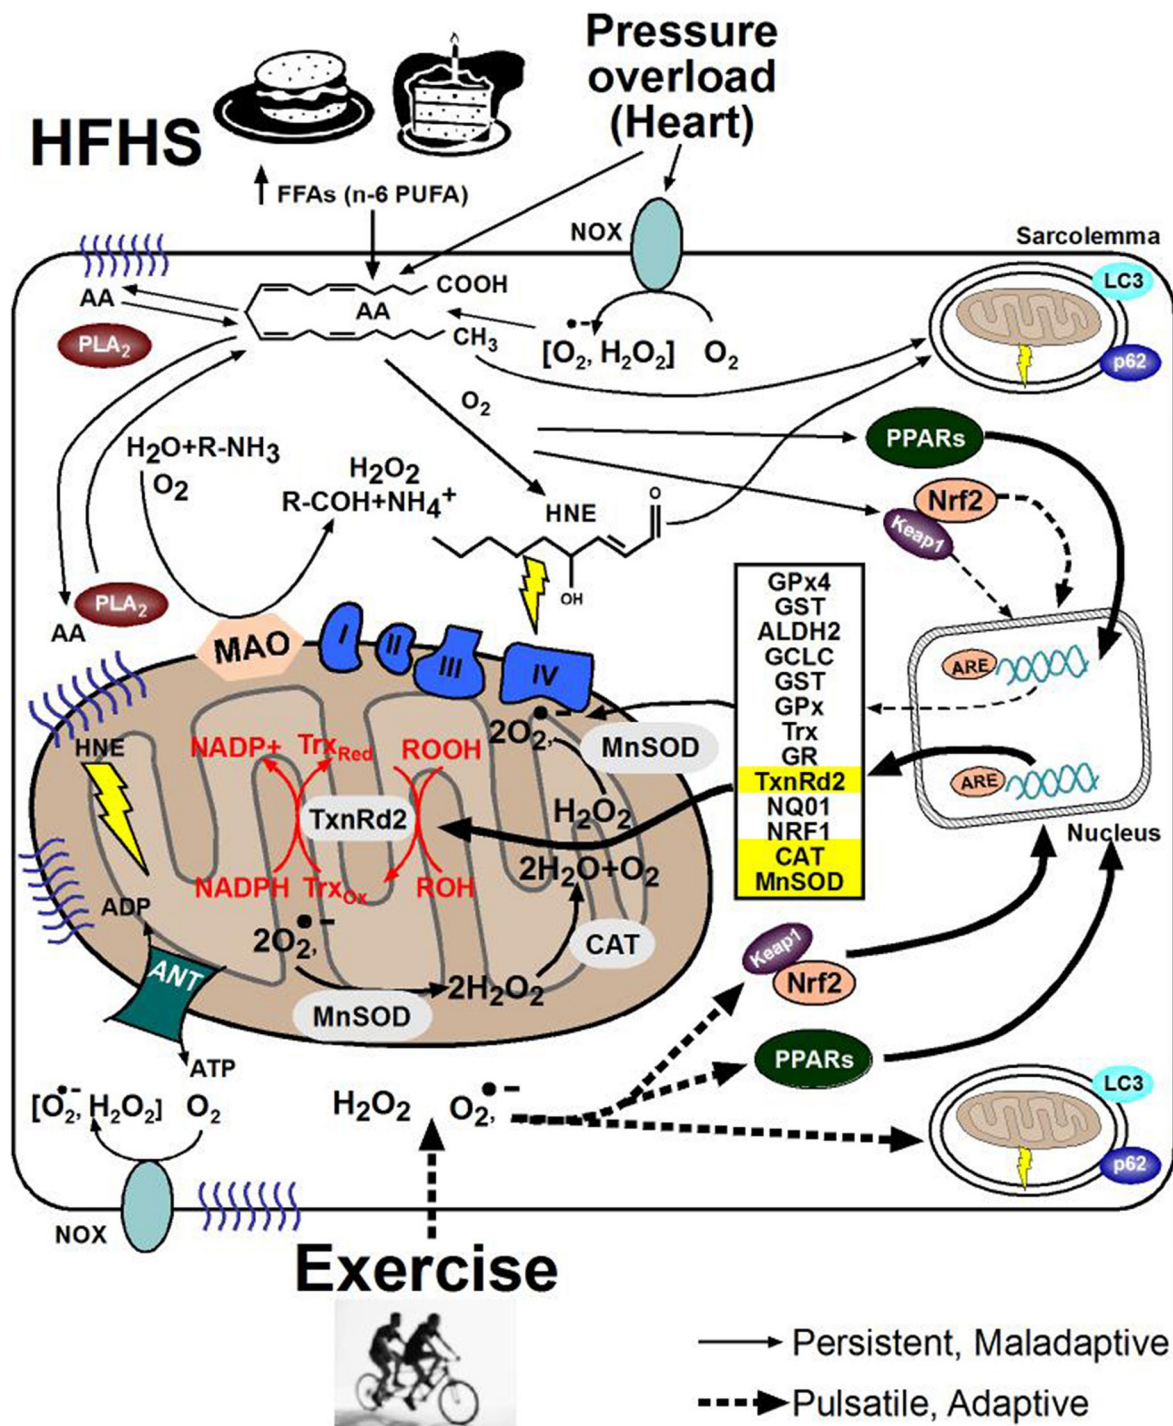 Pressure
overload
(Heart)
HFHS
FFAs (n-6 PUFA)
NOX
Sarcolemma
AA
PLA2
COOH
AA
CH3
[O2•-, H2O2] O2
LC3
p62
O2
H2O+R-NH3
O2
H2O2
R-COH+NH4+
HNE
O
OH
PPARs
Nrf2
Keap1
AA
PLA2
MAO
I
II
III
IV
GPx4
GST
ALDH2
GCLC
GST
GPx
Trx
GR
TxnRd2
NQ01
NRF1
CAT
MnSOD
ARE
ARE
Nucleus
HNE
NADP+ TrxRed ROOH
2O2•-,
MnSOD
TxnRd2
H2O2
2H2O+O2
NADPH TrxOx ROH
ADP
2O2•-,
CAT
ANT
2H2O2
MnSOD
ATP
Keap1
Nrf2
PPARs
LC3
p62
[O2•-, H2O2] O2
H2O2 O2•-,
NOX
Exercise
Persistent, Maladaptive
Pulsatile, Adaptive